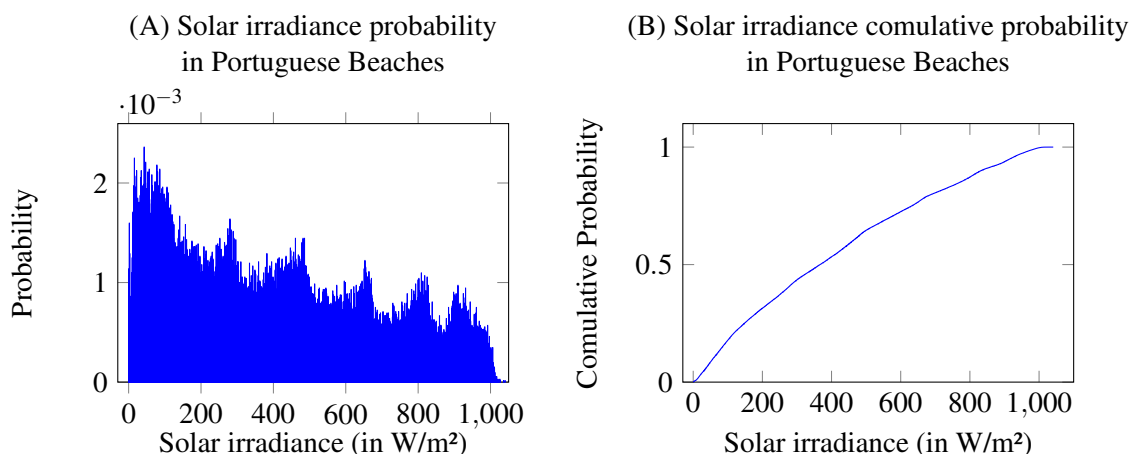 (A) Solar irradiance probability
in Portuguese Beaches
·10−3
2
1
0
Probability
0 200 400 600 800 1,000
Solar irradiance (in W/m²)
(B) Solar irradiance comulative probability
in Portuguese Beaches
1
0.5
0
Comulative Probability
0 200 400 600 800 1,000
Solar irradiance (in W/m²)